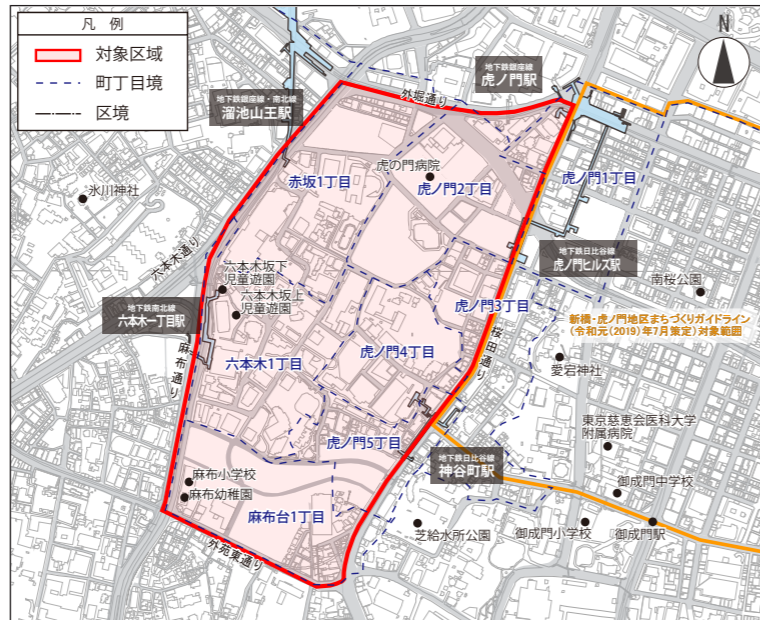 凡 例
対象区域
町丁目境
区境
N
地下鉄銀座線
虎ノ門駅
地下鉄銀座線・南北線
溜池山王駅
外堀通り
虎の門病院
赤坂1丁目
虎ノ門2丁目
虎ノ門1丁目
氷川神社
六本木通り
地下鉄日比谷線
虎ノ門ヒルズ駅
南桜公園
六本木坂下
児童遊園
六本木坂上
児童遊園
地下鉄南北線
六本木一丁目駅
虎ノ門3丁目
新橋・虎ノ門地区まちづくりガイドライン
(令和元(2019)年7月策定)対象範囲
桜田通り
麻布通り
六本木1丁目
虎ノ門4丁目
愛宕神社
虎ノ門5丁目
東京慈恵会医科大学
附属病院
地下鉄日比谷線
神谷町駅
麻布小学校
麻布幼稚園
御成門中学校
麻布台1丁目
芝給水所公園
御成門小学校
御成門駅
外苑東通り